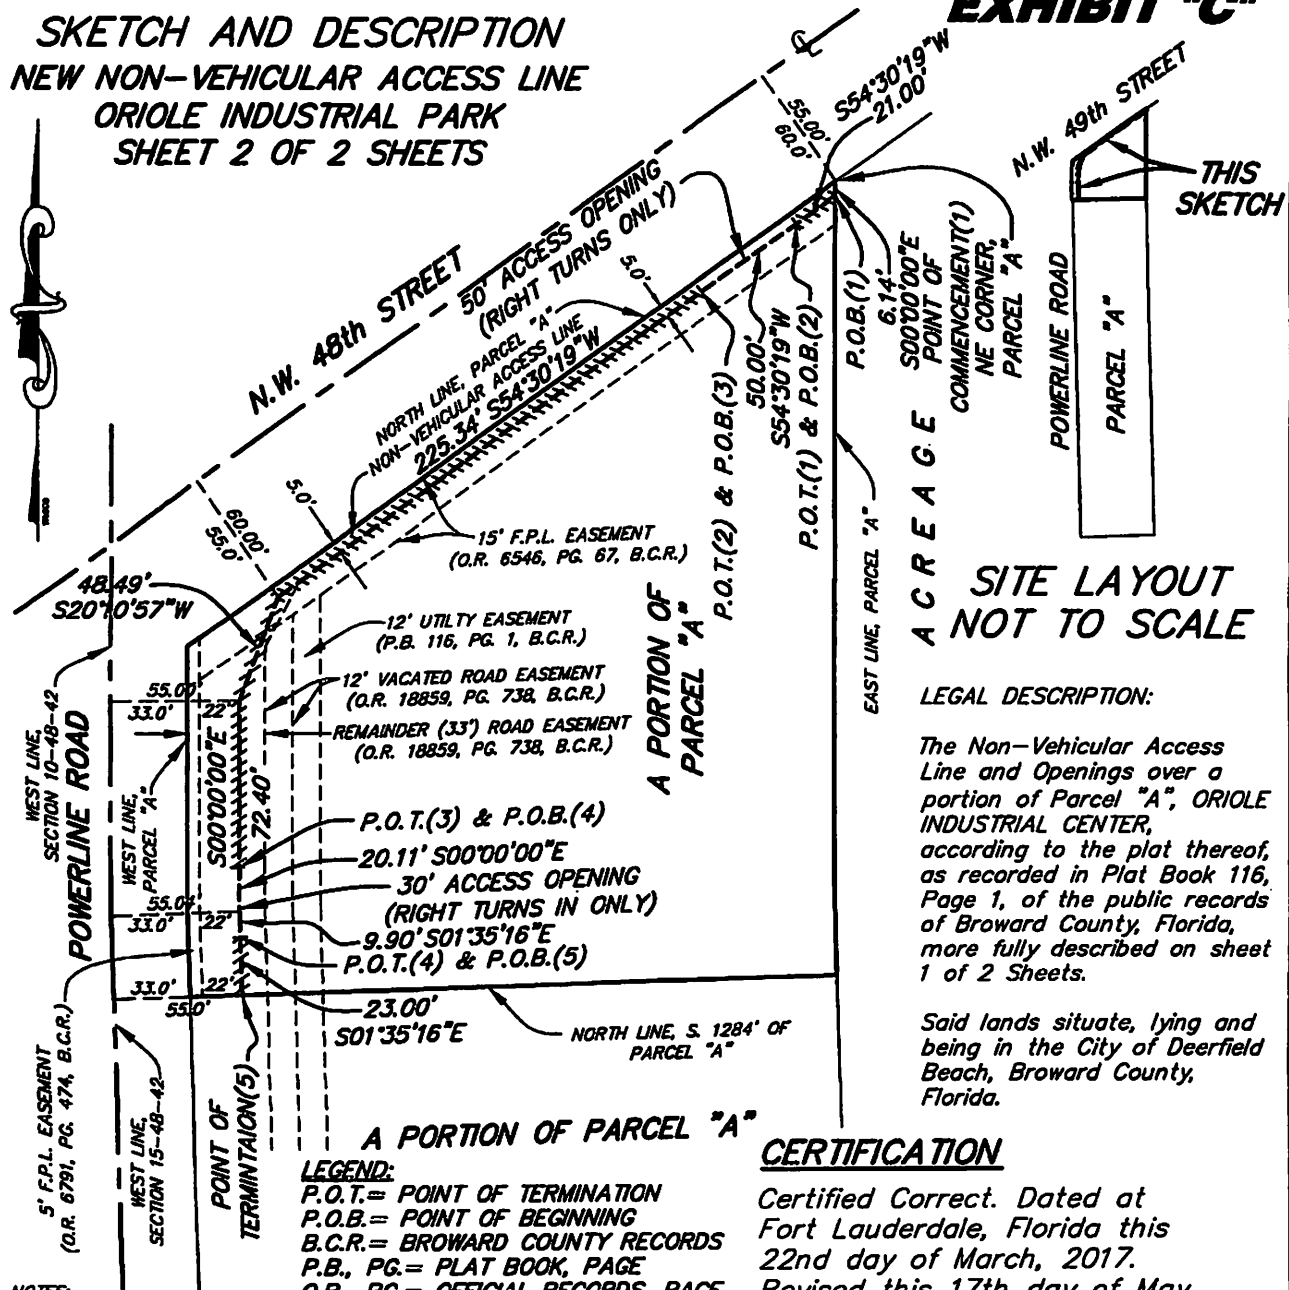 EXHIBIT "C"
SKETCH AND DESCRIPTION
NEW NON-VEHICULAR ACCESS LINE
ORIOLE INDUSTRIAL PARK
SHEET 2 OF 2 SHEETS
55.00'
60.0'
S54°30'19"W
21.00'
N.W. 49th STREET
THIS
SKETCH
POWERLINE ROAD
PARCEL "A"
SITE LAYOUT
NOT TO SCALE
N.W. 48th STREET
50' ACCESS OPENING
(RIGHT TURNS ONLY)
5.0'
NORTH LINE, PARCEL "A"
NON-VEHICULAR ACCESS LINE
225.34' S54°30'19"W
P.O.T.(2) & P.O.B.(3)
50.00'
S54°30'19"W
P.O.T.(1) & P.O.B.(2)
P.O.B.(1)
6.14'
S00°00'00"E
POINT OF
COMMENCEMENT(1)
NE CORNER,
PARCEL "A"
ACREAGE
EAST LINE, PARCEL "A"
5.0'
60.00'
55.0'
15' F.P.L. EASEMENT
(O.R. 6546, PG. 67, B.C.R.)
48.49'
S20°10'57"W
12' UTILTY EASEMENT
(P.B. 116, PG. 1, B.C.R.)
12' VACATED ROAD EASEMENT
(O.R. 18859, PG. 738, B.C.R.)
REMAINDER (33') ROAD EASEMENT
(O.R. 18859, PG. 738, B.C.R.)
A PORTION OF
PARCEL "A"
55.00'
33.0'
22'
WEST LINE,
SECTION 10-48-42
POWERLINE ROAD
WEST LINE,
PARCEL "A"
S00°00'00"E
72.40'
P.O.T.(3) & P.O.B.(4)
20.11' S00°00'00"E
30' ACCESS OPENING
(RIGHT TURNS IN ONLY)
9.90' S01°35'16"E
P.O.T.(4) & P.O.B.(5)
55.04'
33.0'
22'
33.0'
22'
55.0'
23.00'
S01°35'16"E
NORTH LINE, S. 1284' OF
PARCEL "A"
5' F.P.L. EASEMENT
(O.R. 6791, PG. 474, B.C.R.)
WEST LINE,
SECTION 15-48-42
POINT OF
TERMINTAION(5)
A PORTION OF PARCEL "A"
LEGAL DESCRIPTION:
The Non-Vehicular Access
Line and Openings over a
portion of Parcel "A", ORIOLE
INDUSTRIAL CENTER,
according to the plat thereof,
as recorded in Plat Book 116,
Page 1, of the public records
of Broward County, Florida,
more fully described on sheet
1 of 2 Sheets.
Said lands situate, lying and
being in the City of Deerfield
Beach, Broward County,
Florida.
LEGEND:
P.O.T.= POINT OF TERMINATION
P.O.B.= POINT OF BEGINNING
B.C.R.= BROWARD COUNTY RECORDS
P.B., PG.= PLAT BOOK, PAGE
O.R., PG.= OFFICIAL RECORDS, PAGE
CERTIFICATION
Certified Correct. Dated at
Fort Lauderdale, Florida this
22nd day of March, 2017.
Revised this 17th day of May
NOTES: